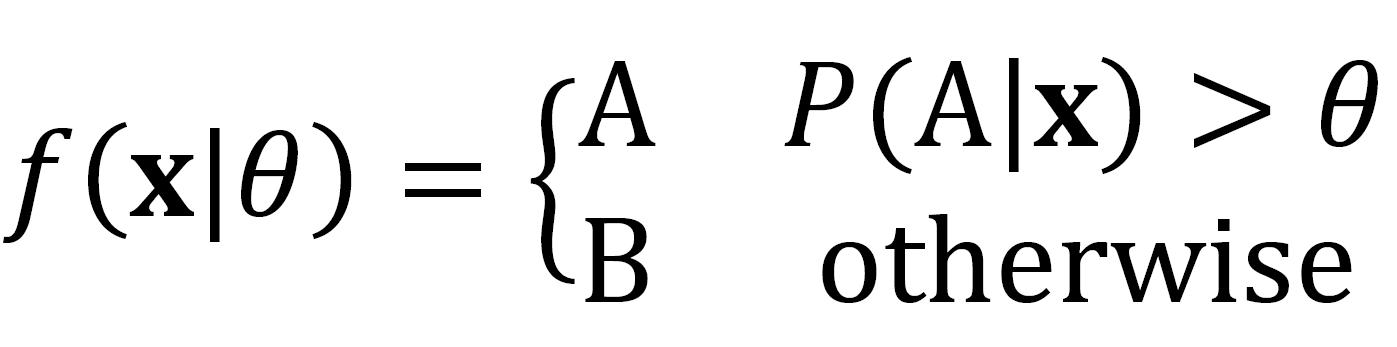 f(𝐱|θ) = { A P(A|𝐱) > θ
B otherwise